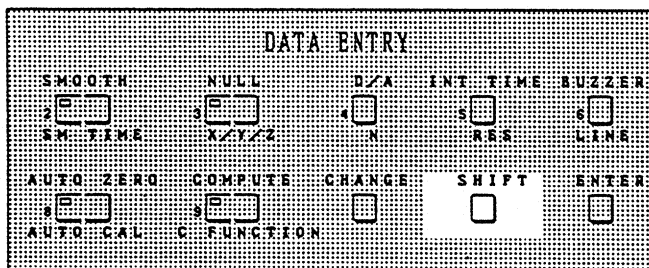 DATA ENTRY
SMOOTH NULL D/A INT TIME BUZZER
2 3 4 5 6
SM TIME X/Y/Z N RES LINE
AUTO ZERO COMPUTE CHANGE SHIFT ENTER
8 9
AUTO CAL C FUNCTION